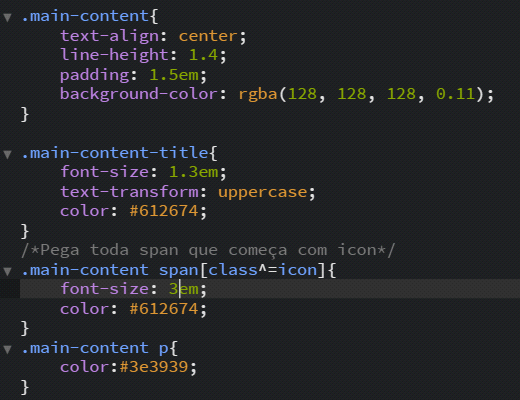 .main-content{
    text-align: center;
    line-height: 1.4;
    padding: 1.5em;
    background-color: rgba(128, 128, 128, 0.11);
}

.main-content-title{
    font-size: 1.3em;
    text-transform: uppercase;
    color: #612674;
}
/*Pega toda span que começa com icon*/
.main-content span[class^=icon]{
    font-size: 3em;
    color: #612674;
}
.main-content p{
    color:#3e3939;
}